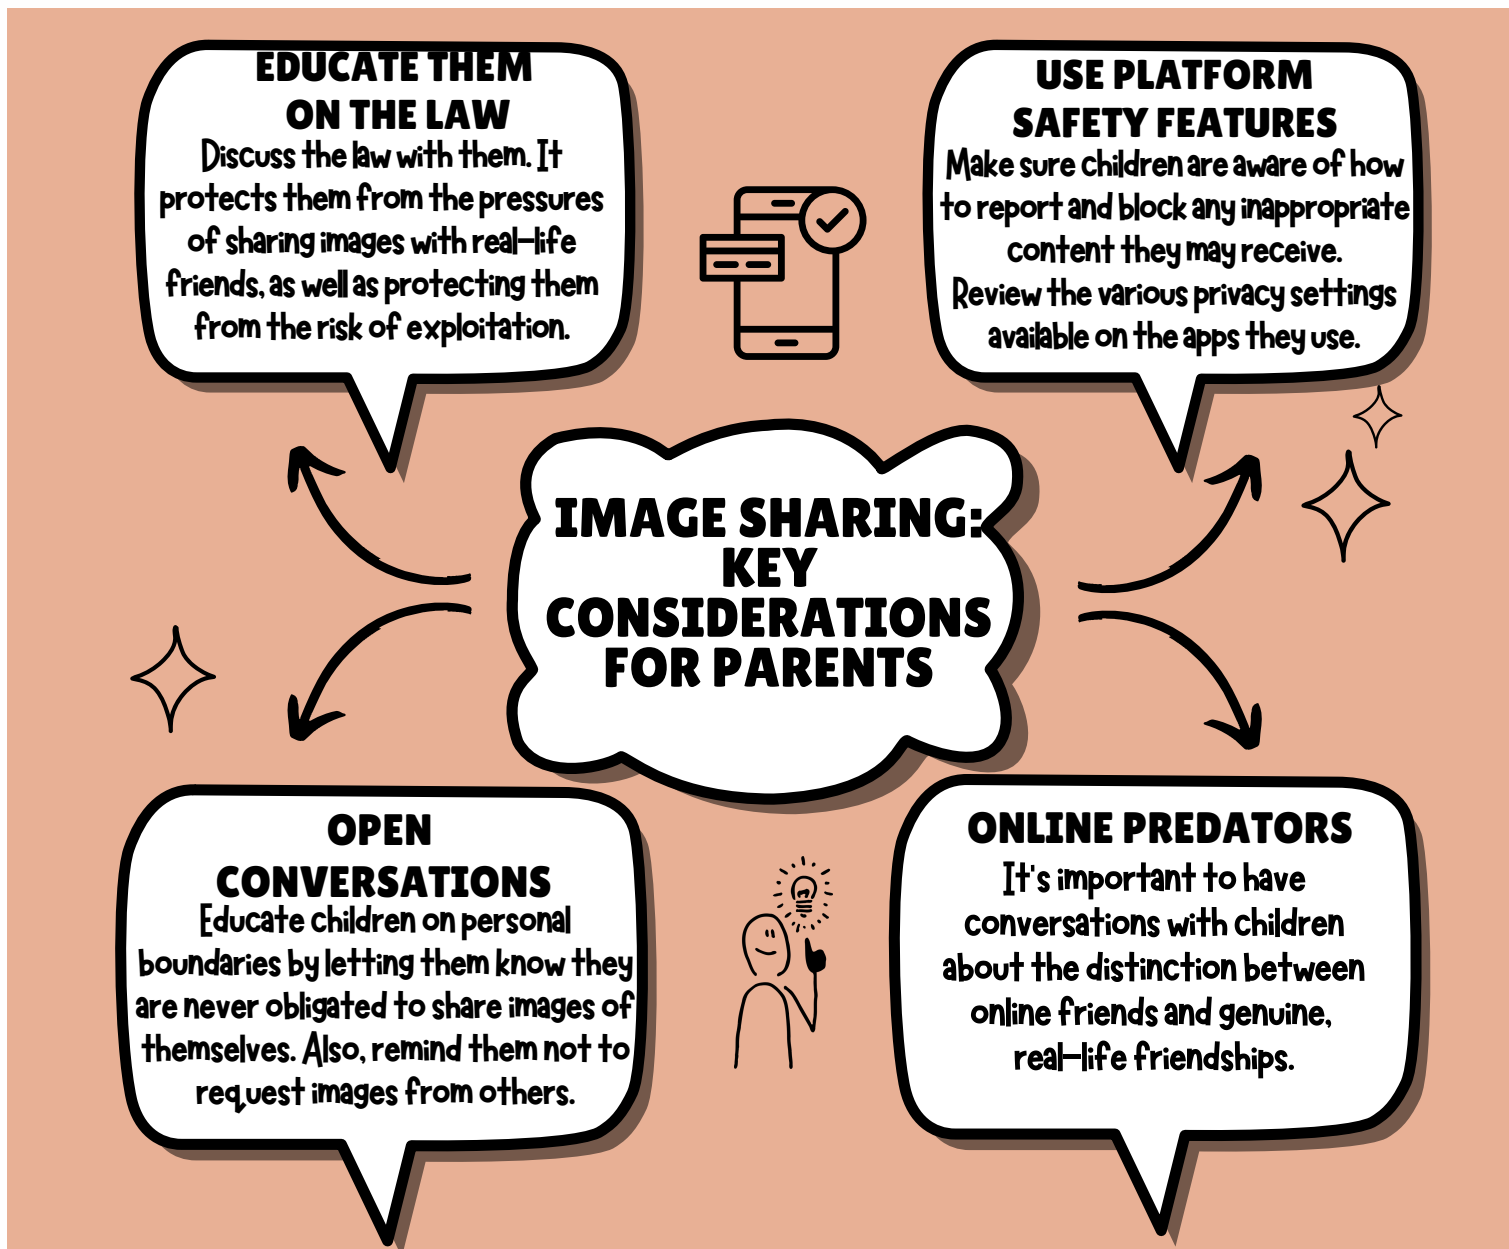 EDUCATE THEM
ON THE LAW
Discuss the law with them. It
protects them from the pressures
of sharing images with real-life
friends, as well as protecting them
from the risk of exploitation.
USE PLATFORM
SAFETY FEATURES
Make sure children are aware of how
to report and block any inappropriate
content they may receive.
Review the various privacy settings
available on the apps they use.
IMAGE SHARING:
KEY
CONSIDERATIONS
FOR PARENTS
OPEN
CONVERSATIONS
Educate children on personal
boundaries by letting them know they
are never obligated to share images of
themselves. Also, remind them not to
request images from others.
ONLINE PREDATORS
It's important to have
conversations with children
about the distinction between
online friends and genuine,
real-life friendships.